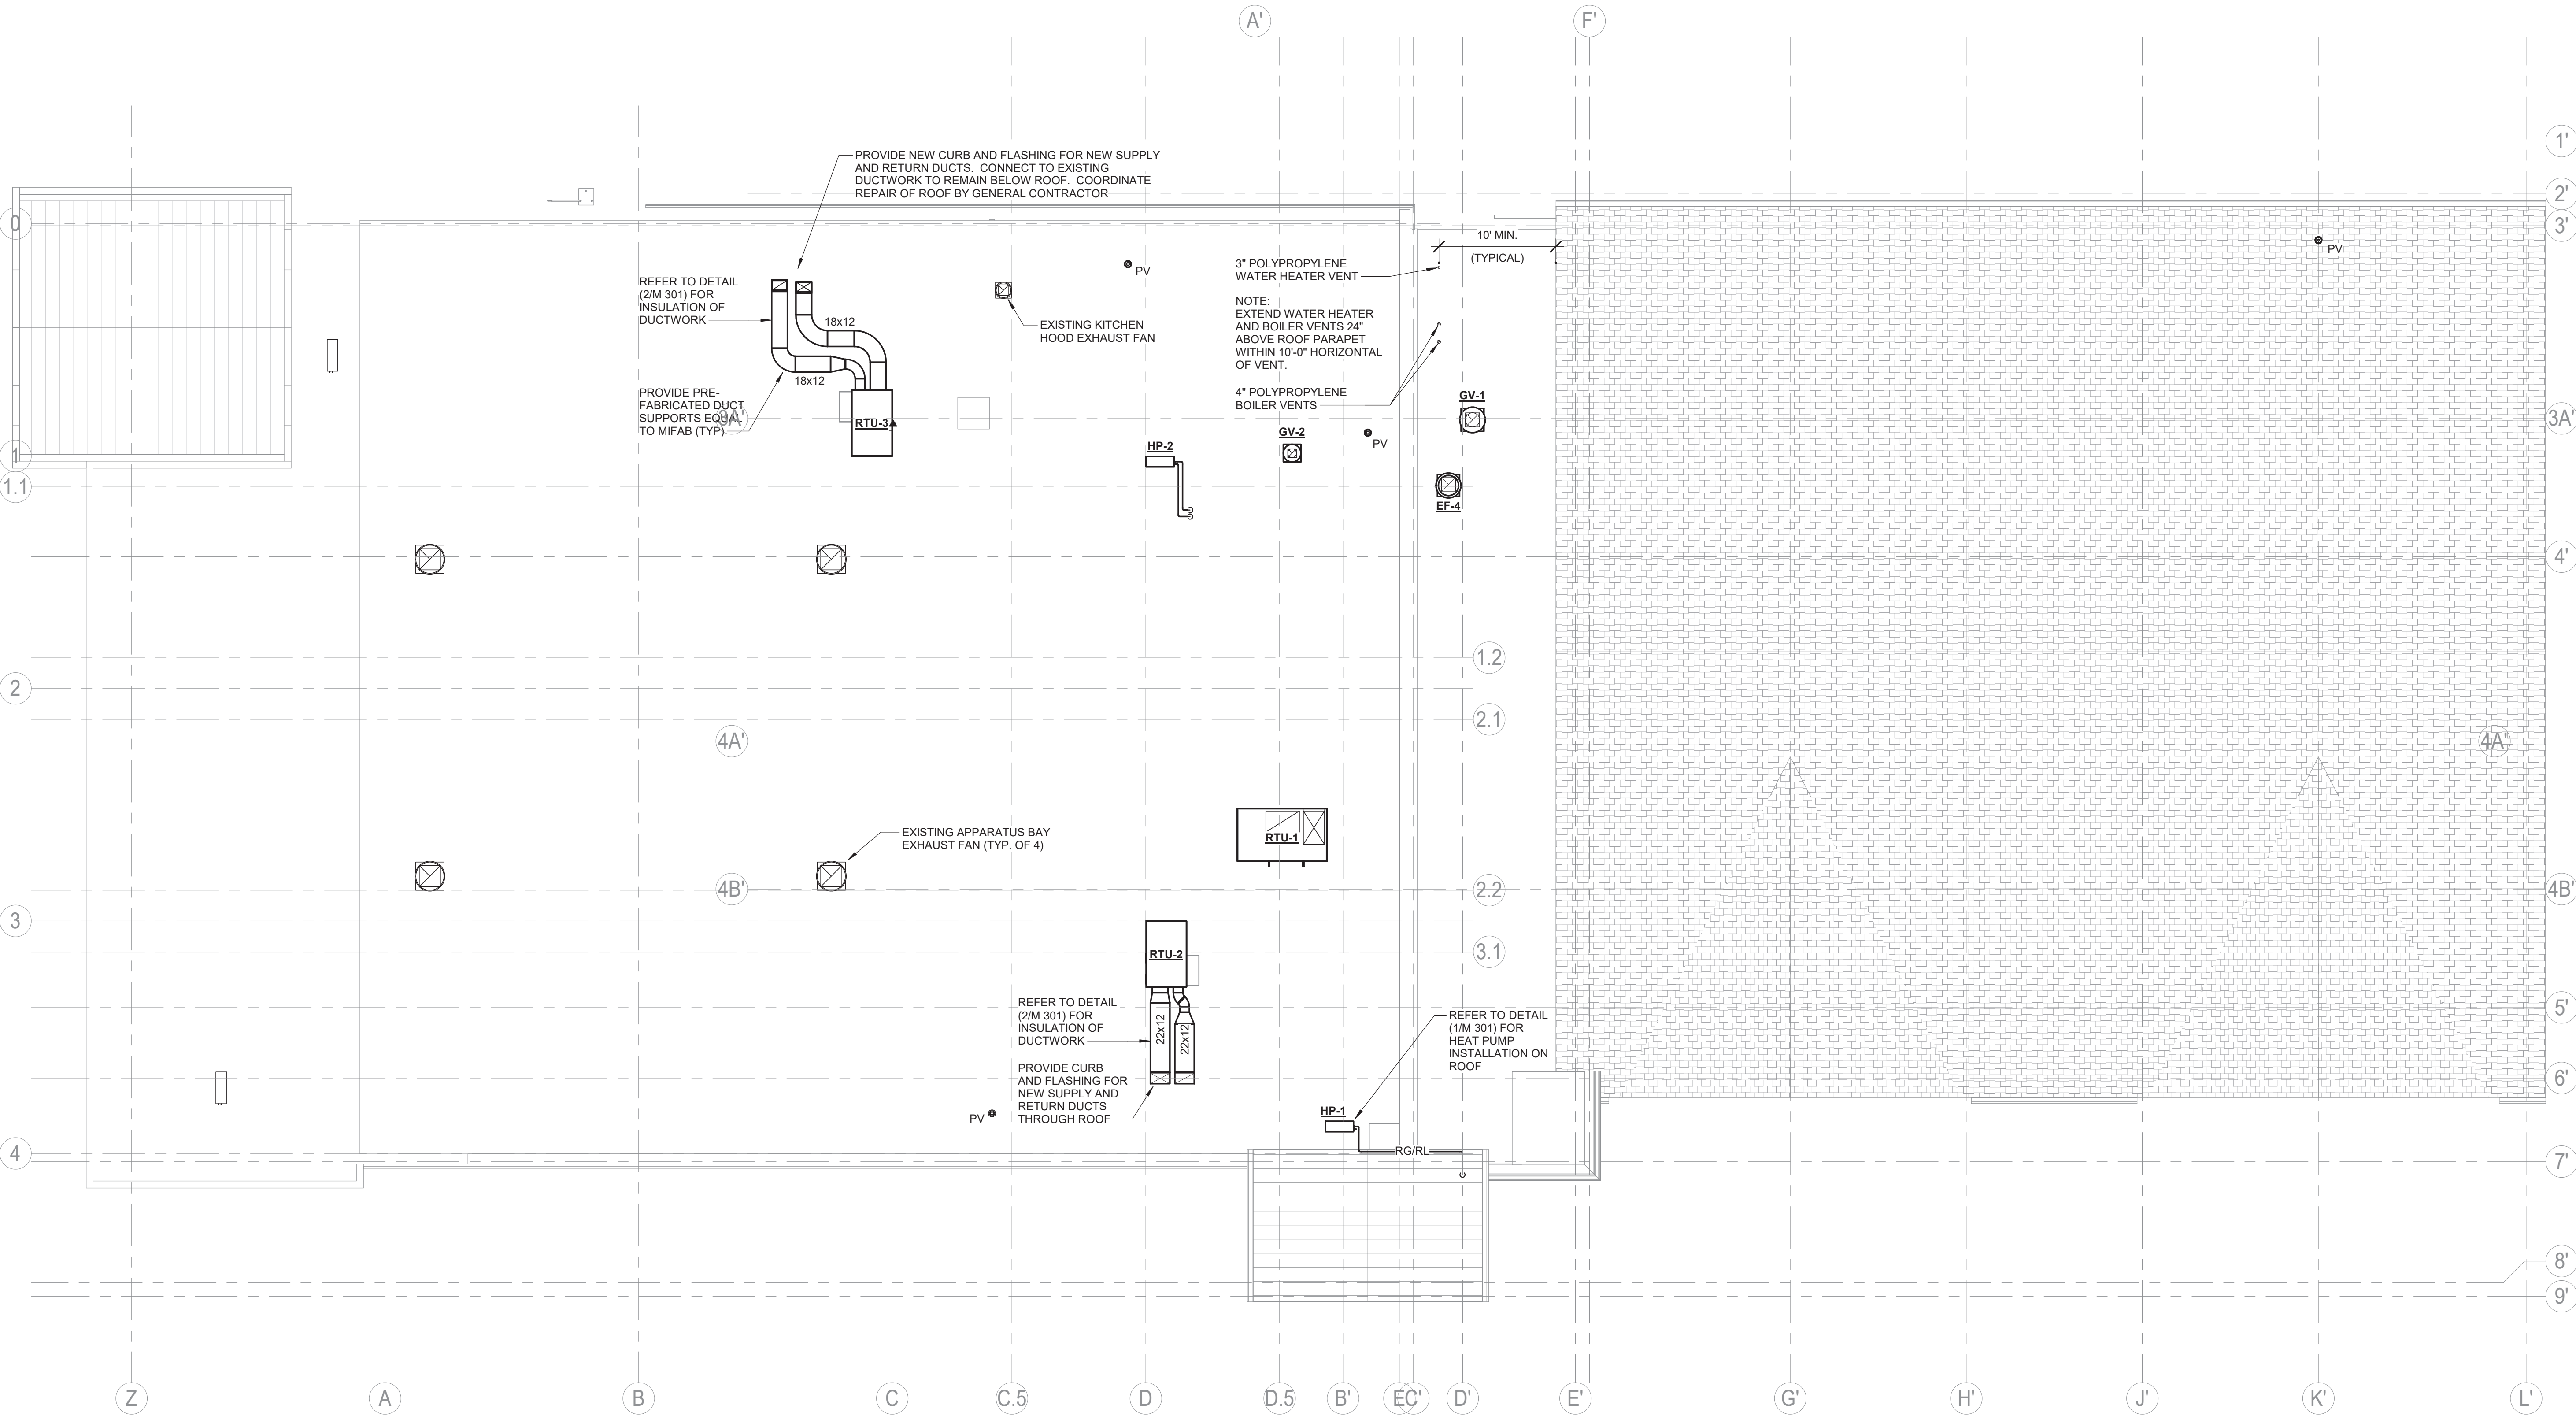 A'
F'
1'
PROVIDE NEW CURB AND FLASHING FOR NEW SUPPLY
AND RETURN DUCTS.  CONNECT TO EXISTING
DUCTWORK TO REMAIN BELOW ROOF.  COORDINATE
REPAIR OF ROOF BY GENERAL CONTRACTOR
2'
0
3'
10' MIN.
(TYPICAL)
PV
PV
3" POLYPROPYLENE
WATER HEATER VENT
REFER TO DETAIL
(2/M 301) FOR
INSULATION OF
DUCTWORK
NOTE:
EXTEND WATER HEATER
AND BOILER VENTS 24"
ABOVE ROOF PARAPET
WITHIN 10'-0" HORIZONTAL
OF VENT.
18x12
EXISTING KITCHEN
HOOD EXHAUST FAN
18x12
PROVIDE PRE-
FABRICATED DUCT
SUPPORTS EQUAL
TO MIFAB (TYP)
3A'
RTU-3
4" POLYPROPYLENE
BOILER VENTS
GV-1
3A'
GV-2
PV
HP-2
1
1.1
EF-4
4'
1.2
2
2.1
4A'
4A'
EXISTING APPARATUS BAY
EXHAUST FAN (TYP. OF 4)
RTU-1
4B'
2.2
4B'
3
3.1
RTU-2
REFER TO DETAIL
(2/M 301) FOR
INSULATION OF
DUCTWORK
22x12
22x12
5'
REFER TO DETAIL
(1/M 301) FOR
HEAT PUMP
INSTALLATION ON
ROOF
PROVIDE CURB
AND FLASHING FOR
NEW SUPPLY AND
RETURN DUCTS
THROUGH ROOF
6'
PV
HP-1
RG/RL
4
7'
8'
9'
Z
A
B
C
C.5
D
D.5
B'
E
C'
D'
E'
G'
H'
J'
K'
L'